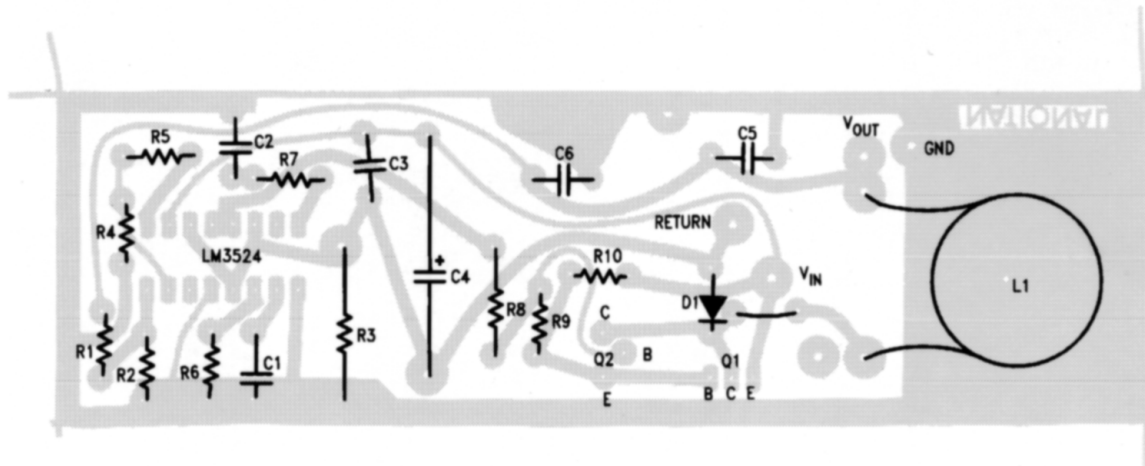 NATIONAL
R5
C2
R7
C3
C6
C5
VOUT
GND
R4
LM3524
RETURN
+
C4
R10
VIN
D1
L1
R1
R2
R6
C1
R3
R8
R9
C
Q2
B
E
Q1
B C E